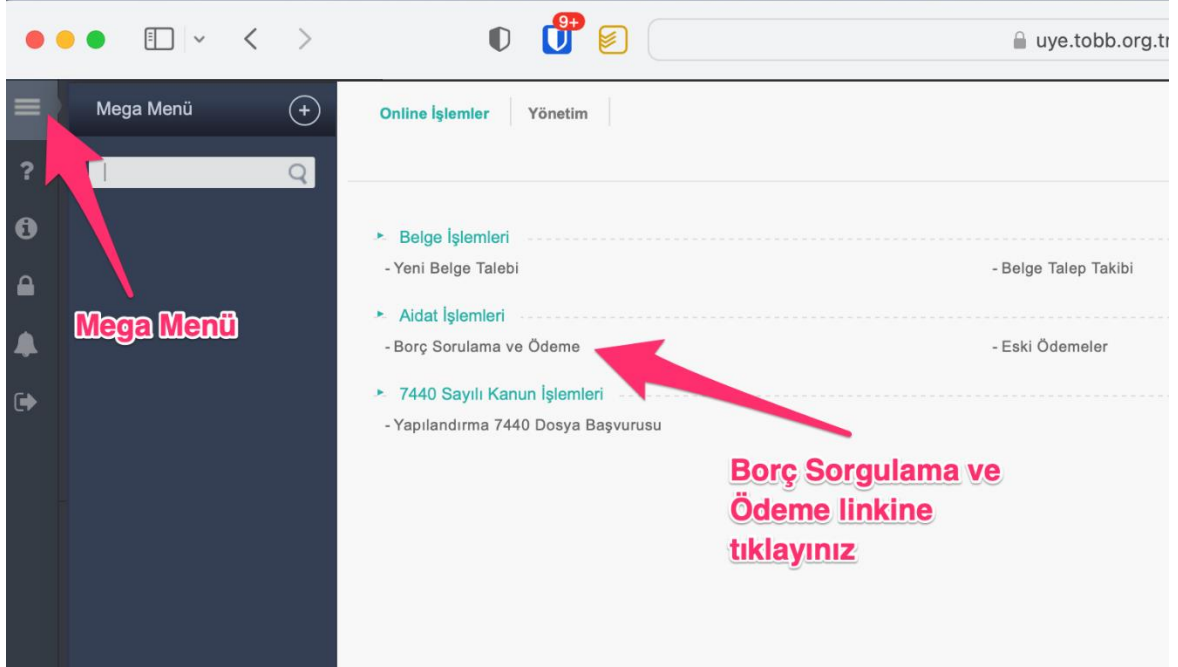 9+
uye.tobb.org.tr
Mega Menü
Online İşlemler
Yönetim
Belge İşlemleri
- Yeni Belge Talebi
- Belge Talep Takibi
Aidat İşlemleri
- Borç Sorulama ve Ödeme
- Eski Ödemeler
7440 Sayılı Kanun İşlemleri
- Yapılandırma 7440 Dosya Başvurusu
Mega Menü
Borç Sorgulama ve
Ödeme linkine
tıklayınız